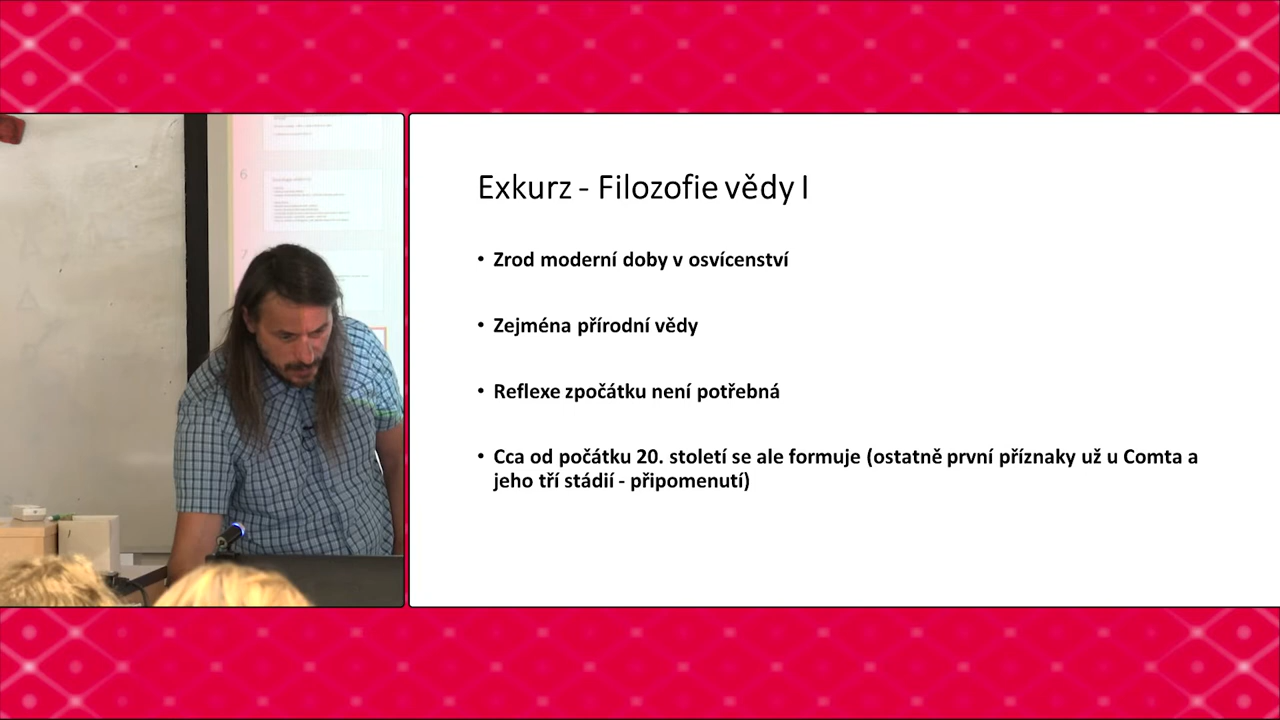 6
Exkurz - Filozofie vědy I
• Zrod moderní doby v osvícenství
• Zejména přírodní vědy
• Reflexe zpočátku není potřebná
• Cca od počátku 20. století se ale formuje (ostatně první příznaky už u Comta a
jeho tří stádií - připomenutí)